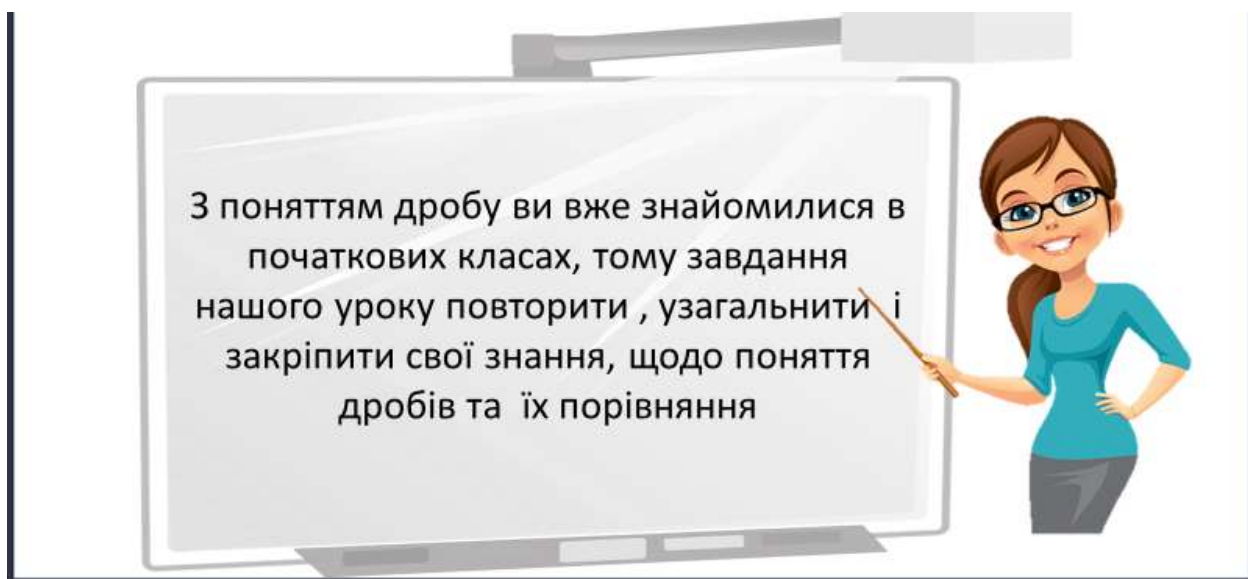 З поняттям дробу ви вже знайомилися в
початкових класах, тому завдання
нашого уроку повторити , узагальнити  і
закріпити свої знання, щодо поняття
дробів та  їх порівняння